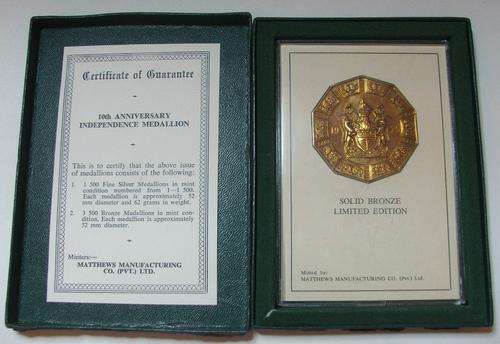 Certificate of Guarantee
10th ANNIVERSARY
INDEPENDENCE MEDALLION
This is to certify that the above issue
of medallions consists of the following:
1. 1 500 Fine Silver Medallions in mint
condition numbered from 1—1 500.
Each medallion is approximately 52
mm diameter and 62 grams in weight.
2. 1 500 Bronze Medallions in mint con-
dition. Each medallion is approximately
52 mm diameter.
Minters:—
MATTHEWS MANUFACTURING
CO. (PVT.) LTD.
SOLID BRONZE
LIMITED EDITION
Minted by:
MATTHEWS MANUFACTURING CO. (Pvt.) Ltd.